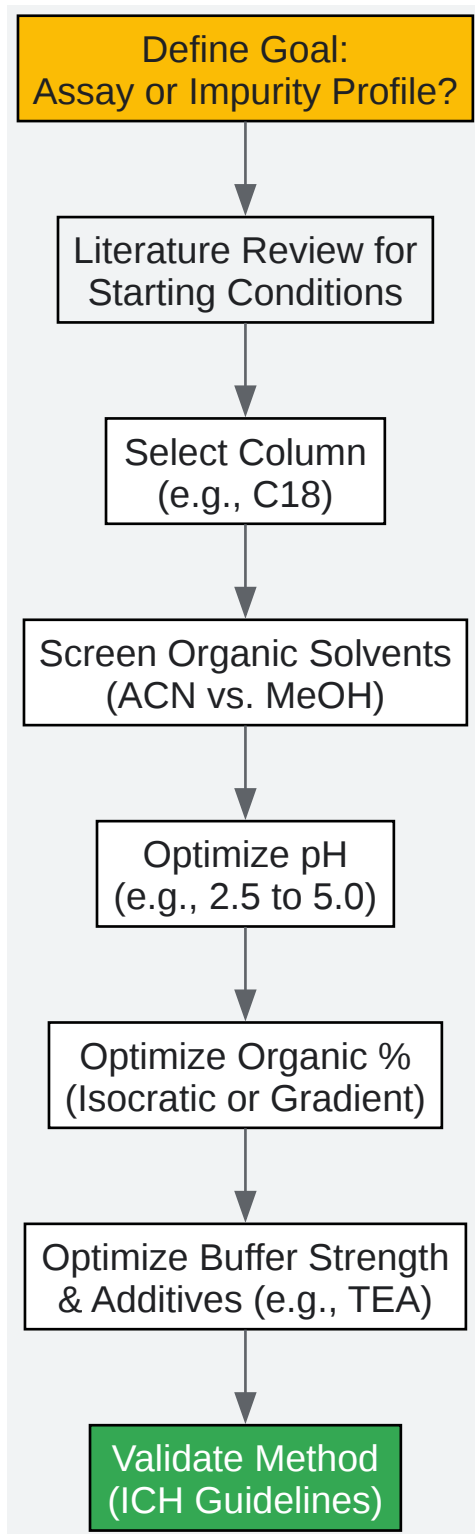 Define Goal:
Assay or Impurity Profile?
Literature Review for
Starting Conditions
Select Column
(e.g., C18)
Screen Organic Solvents
(ACN vs. MeOH)
Optimize pH
(e.g., 2.5 to 5.0)
Optimize Organic %
(Isocratic or Gradient)
Optimize Buffer Strength
& Additives (e.g., TEA)
Validate Method
(ICH Guidelines)